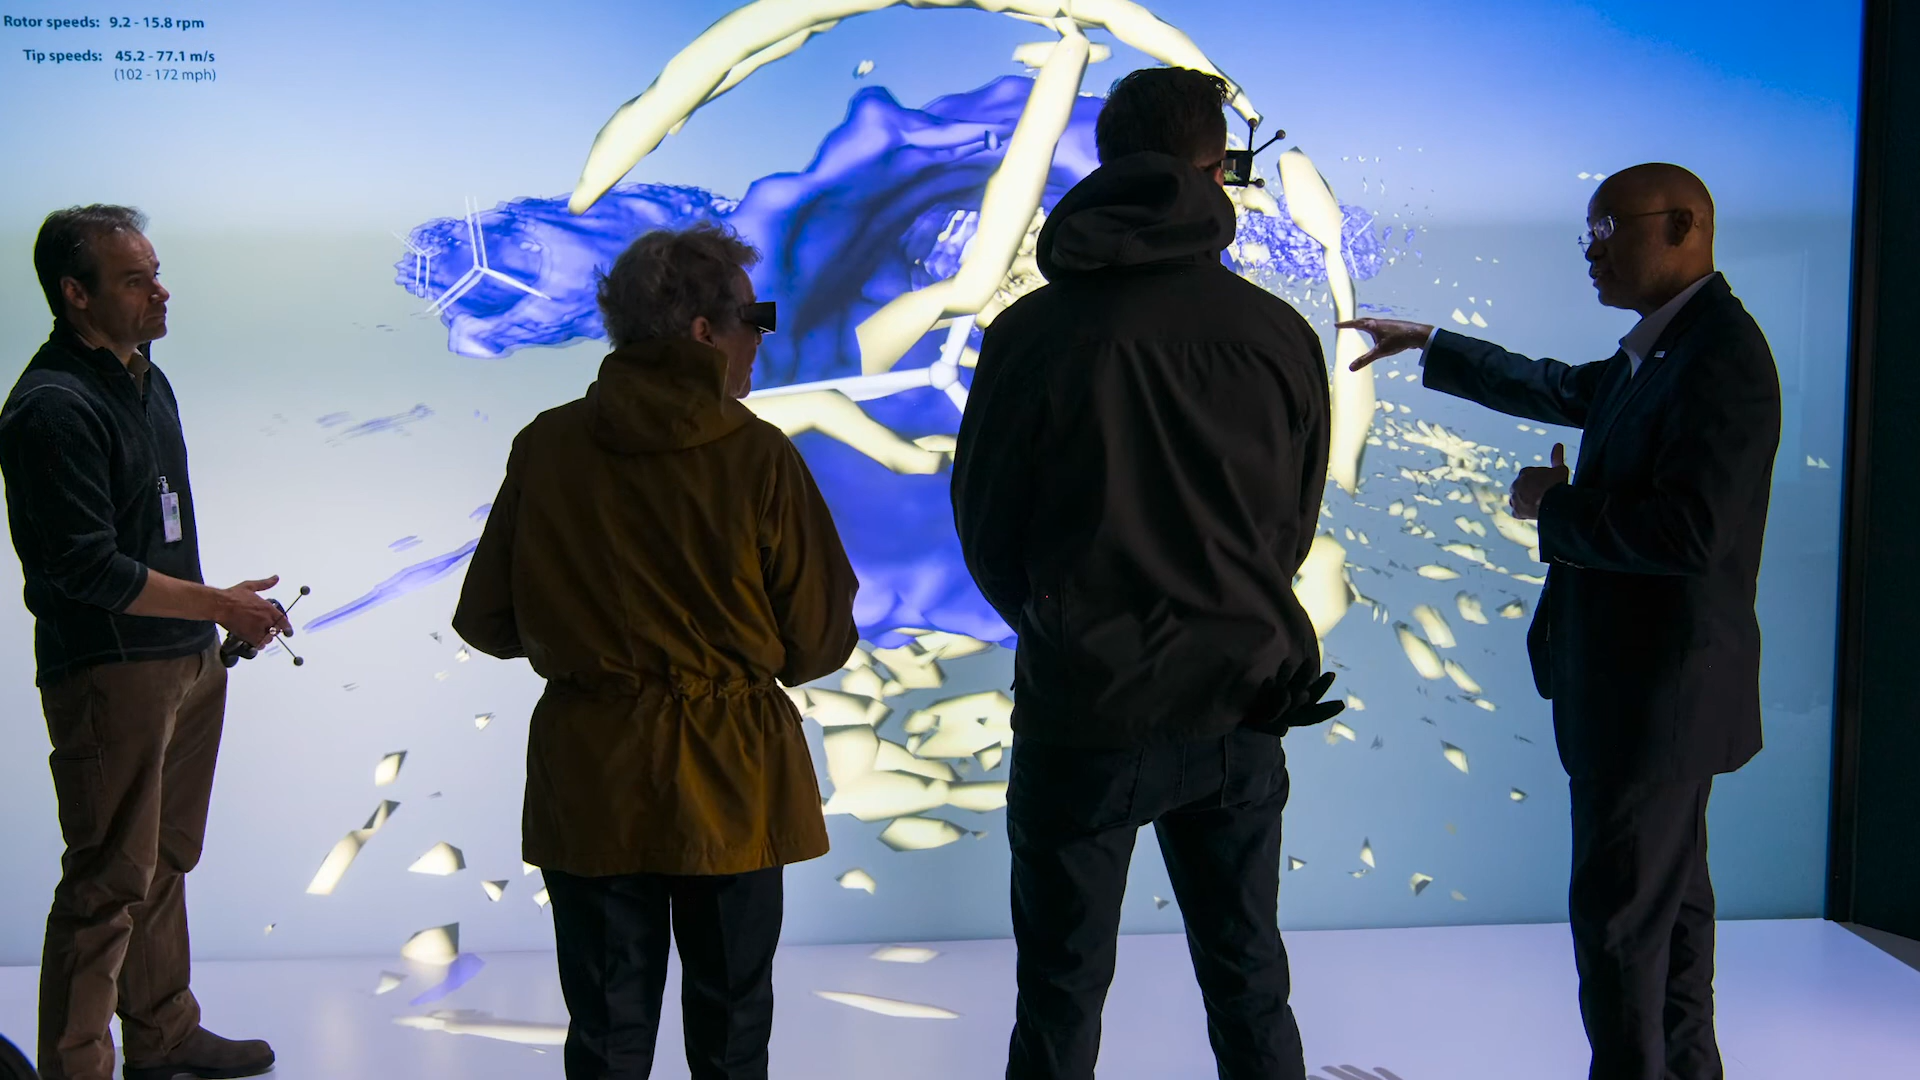 Rotor speeds: 9.2 - 15.8 rpm
Tip speeds: 45.2 - 77.1 m/s
(102 - 172 mph)